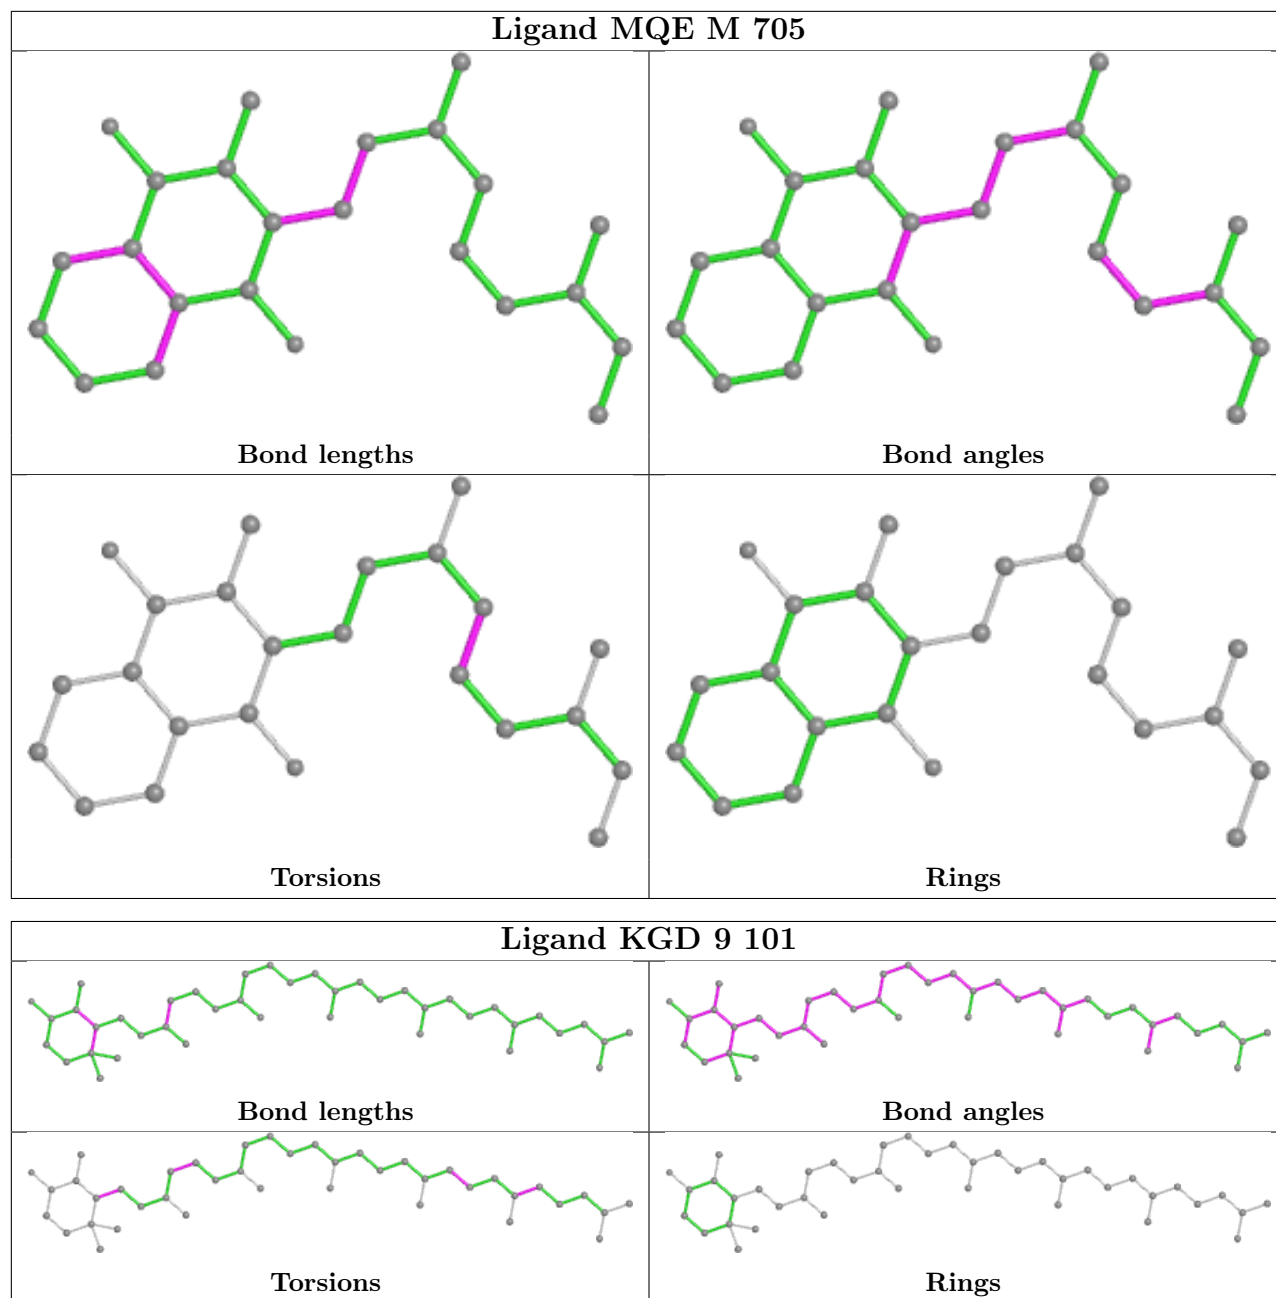 Ligand MQE M 705
Bond lengths
Bond angles
Torsions
Rings
Ligand KGD 9 101
Bond lengths
Bond angles
Torsions
Rings